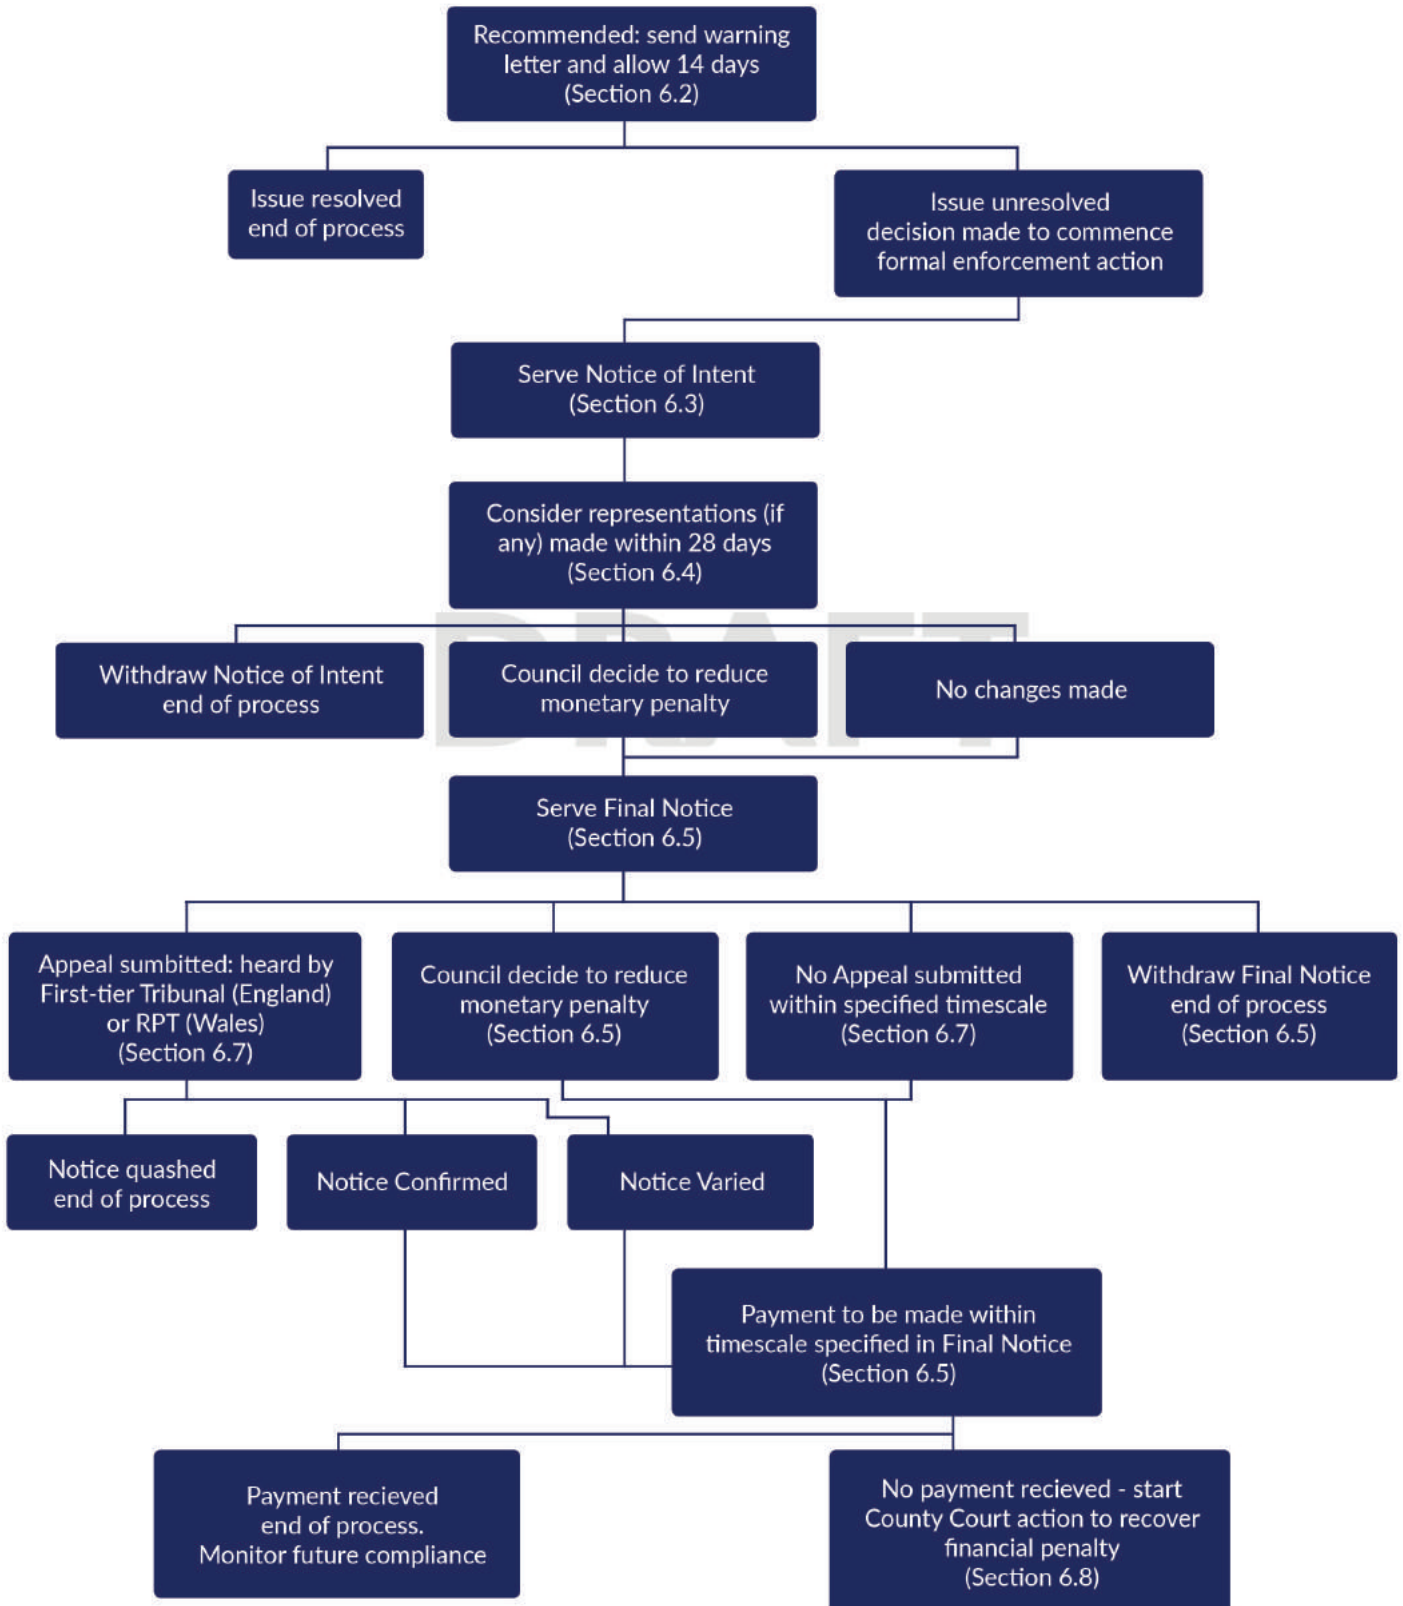 Recommended: send warning
letter and allow 14 days
(Section 6.2)
Issue resolved
end of process
Issue unresolved
decision made to commence
formal enforcement action
Serve Notice of Intent
(Section 6.3)
Consider representations (if
any) made within 28 days
(Section 6.4)
DRAFT
Withdraw Notice of Intent
end of process
Council decide to reduce
monetary penalty
No changes made
Serve Final Notice
(Section 6.5)
Appeal sumbitted: heard by
First-tier Tribunal (England)
or RPT (Wales)
(Section 6.7)
Council decide to reduce
monetary penalty
(Section 6.5)
No Appeal submitted
within specified timescale
(Section 6.7)
Withdraw Final Notice
end of process
(Section 6.5)
Notice quashed
end of process
Notice Confirmed
Notice Varied
Payment to be made within
timescale specified in Final Notice
(Section 6.5)
Payment recieved
end of process.
Monitor future compliance
No payment recieved - start
County Court action to recover
financial penalty
(Section 6.8)